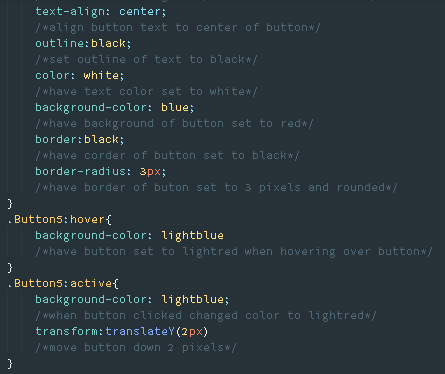 text-align: center;
/*align button text to center of button*/
outline:black;
/*set outline of text to black*/
color: white;
/*have text color set to white*/
background-color: blue;
/*have background of button set to red*/
border:black;
/*have corder of button set to black*/
border-radius: 3px;
/*have border of buton set to 3 pixels and rounded*/
}
.Button5:hover{
background-color: lightblue
/*have button set to lightred when hovering over button*/
}
.Button5:active{
background-color: lightblue;
/*when button clicked changed color to lightred*/
transform:translateY(2px)
/*move button down 2 pixels*/
}